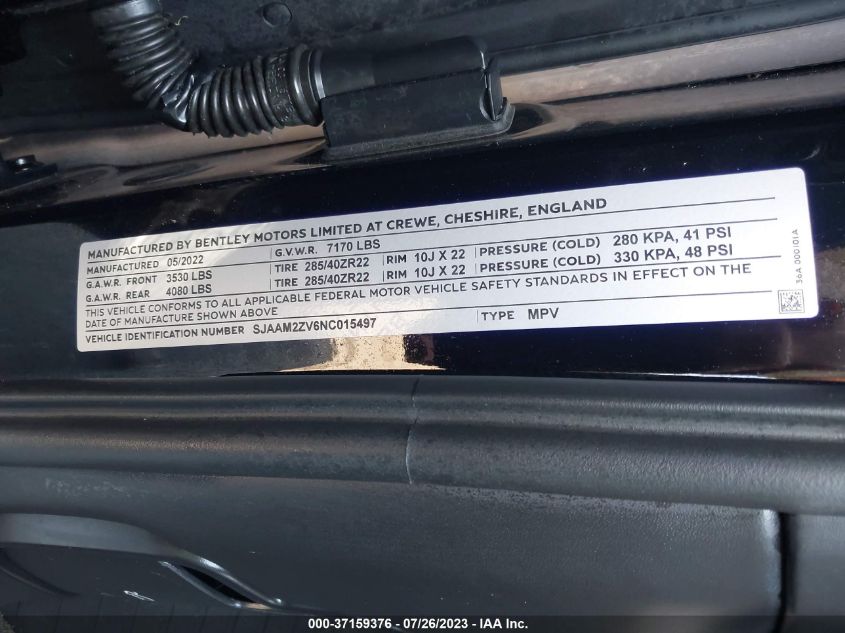 MANUFACTURED BY BENTLEY MOTORS LIMITED AT CREWE, CHESHIRE, ENGLAND
MANUFACTURED 05/2022 G.V.W.R. 7170 LBS
G.A.W.R. FRONT 3530 LBS TIRE 285/40ZR22 RIM 10J X 22 PRESSURE (COLD) 280 KPA, 41 PSI
G.A.W.R. REAR 4080 LBS TIRE 285/40ZR22 RIM 10J X 22 PRESSURE (COLD) 330 KPA, 48 PSI
THIS VEHICLE CONFORMS TO ALL APPLICABLE FEDERAL MOTOR VEHICLE SAFETY STANDARDS IN EFFECT ON THE
DATE OF MANUFACTURE SHOWN ABOVE
VEHICLE IDENTIFICATION NUMBER SJAAM2ZV6NC015497 TYPE MPV
36A 000101A
000-37159376 - 07/26/2023 - IAA Inc.